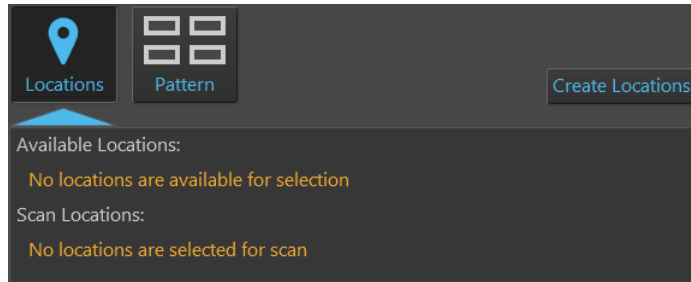 Locations
Pattern
Create Locations
Available Locations:
No locations are available for selection
Scan Locations:
No locations are selected for scan